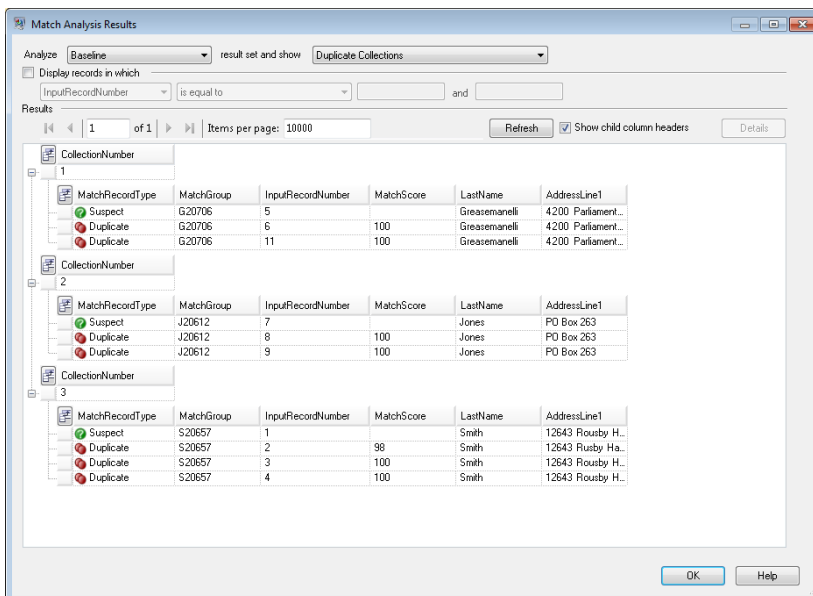 Match Analysis Results
Analyze Baseline result set and show Duplicate Collections
Display records in which
InputRecordNumber is equal to and
Results
1 of 1 Items per page: 10000 Refresh Show child column headers Details
CollectionNumber
1
MatchRecordType MatchGroup InputRecordNumber MatchScore LastName AddressLine1
Suspect G20706 5 Greasemanelli 4200 Parliament...
Duplicate G20706 6 100 Greasemanelli 4200 Parliament...
Duplicate G20706 11 100 Greasemanelli 4200 Parliament...
CollectionNumber
2
MatchRecordType MatchGroup InputRecordNumber MatchScore LastName AddressLine1
Suspect J20612 7 Jones PO Box 263
Duplicate J20612 8 100 Jones PO Box 263
Duplicate J20612 9 100 Jones PO Box 263
CollectionNumber
3
MatchRecordType MatchGroup InputRecordNumber MatchScore LastName AddressLine1
Suspect S20657 1 Smith 12643 Rousby H...
Duplicate S20657 2 98 Smith 12643 Rusby Ha...
Duplicate S20657 3 100 Smith 12643 Rousby H...
Duplicate S20657 4 100 Smith 12643 Rousby H...
OK Help